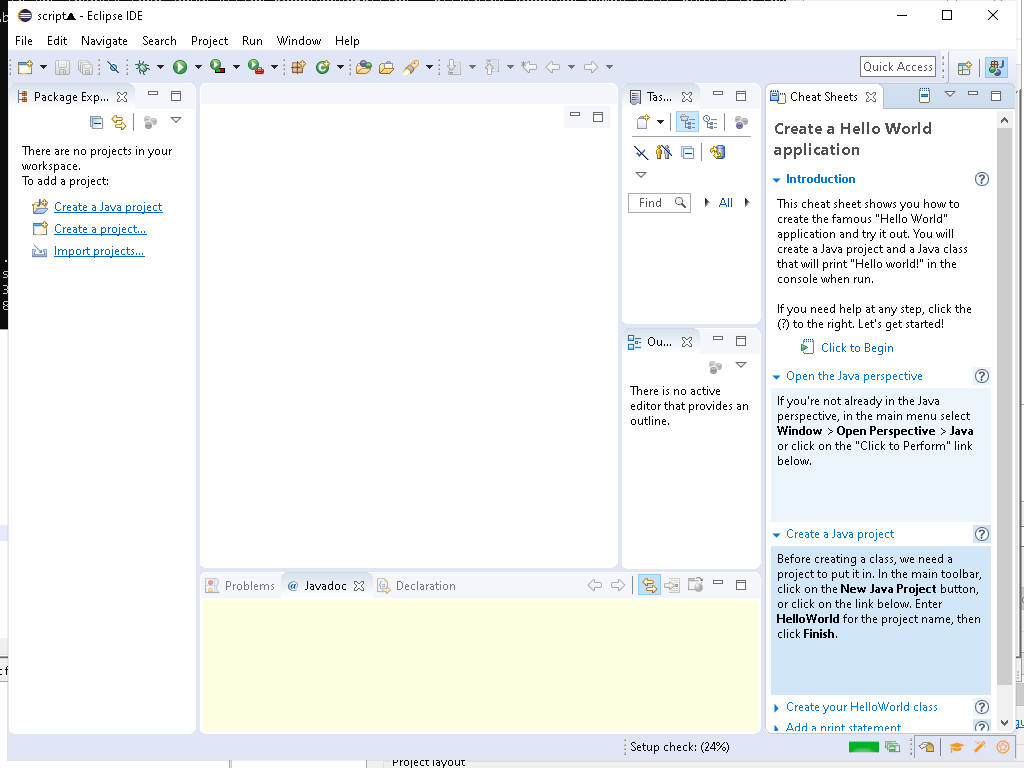 script▲ - Eclipse IDE
File Edit Navigate Search Project Run Window Help
Quick Access
Package Exp...
There are no projects in your
workspace.
To add a project:
Create a Java project
Create a project...
Import projects...
Tas...
Find
All
Ou...
There is no active
editor that provides an
outline.
Cheat Sheets
Create a Hello World
application
Introduction
This cheat sheet shows you how to
create the famous "Hello World"
application and try it out. You will
create a Java project and a Java class
that will print "Hello world!" in the
console when run.
If you need help at any step, click the
(?) to the right. Let's get started!
Click to Begin
Open the Java perspective
If you're not already in the Java
perspective, in the main menu select
Window > Open Perspective > Java
or click on the "Click to Perform" link
below.
Create a Java project
Before creating a class, we need a
project to put it in. In the main toolbar,
click on the New Java Project button,
or click on the link below. Enter
HelloWorld for the project name, then
click Finish.
Create your HelloWorld class
Add a print statement
Problems @ Javadoc Declaration
Setup check: (24%)
Project layout